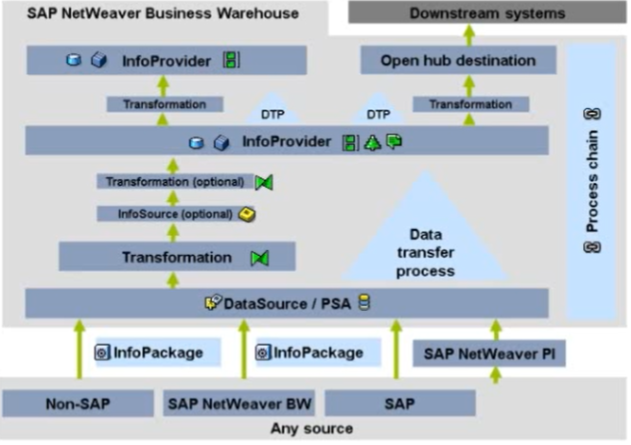 SAP NetWeaver Business Warehouse
Downstream systems
InfoProvider
Open hub destination
Transformation
DTP
DTP
Transformation
InfoProvider
Transformation (optional)
InfoSource (optional)
Transformation
Data
transfer
process
Process chain
DataSource / PSA
InfoPackage
InfoPackage
SAP NetWeaver PI
Non-SAP
SAP NetWeaver BW
SAP
Any source